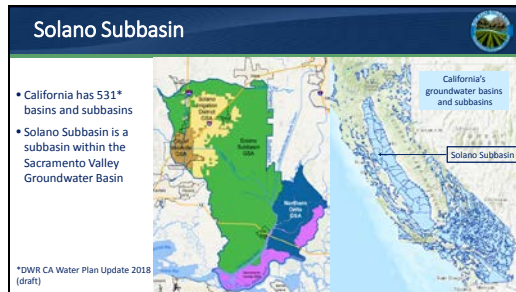 Solano Subbasin
• California has 531*
basins and subbasins
• Solano Subbasin is a
subbasin within the
Sacramento Valley
Groundwater Basin
*DWR CA Water Plan Update 2018
(draft)
Solano
Irrigation
District
GSA
Solano
Subbasin
GSA
Northern
Delta
GSA
California's
groundwater basins
and subbasins
Solano Subbasin